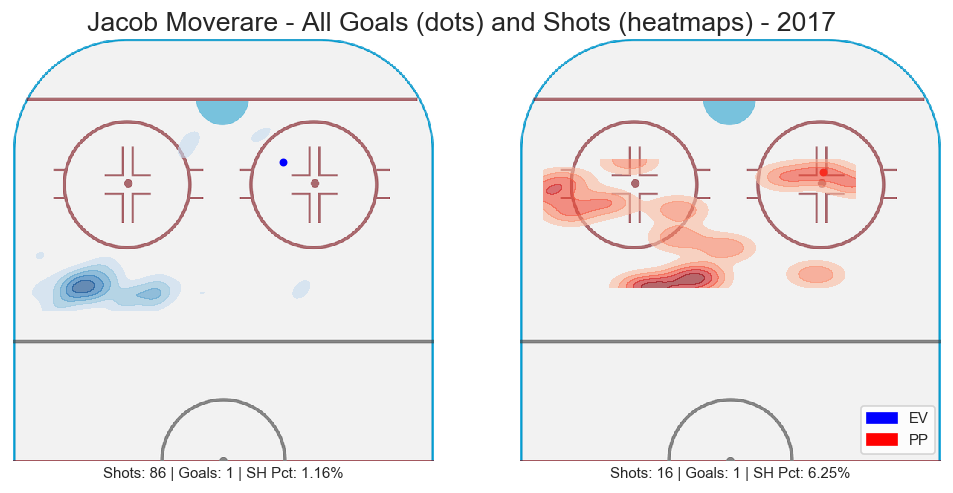 Jacob Moverare - All Goals (dots) and Shots (heatmaps) - 2017
EV
PP
Shots: 86 | Goals: 1 | SH Pct: 1.16%
Shots: 16 | Goals: 1 | SH Pct: 6.25%